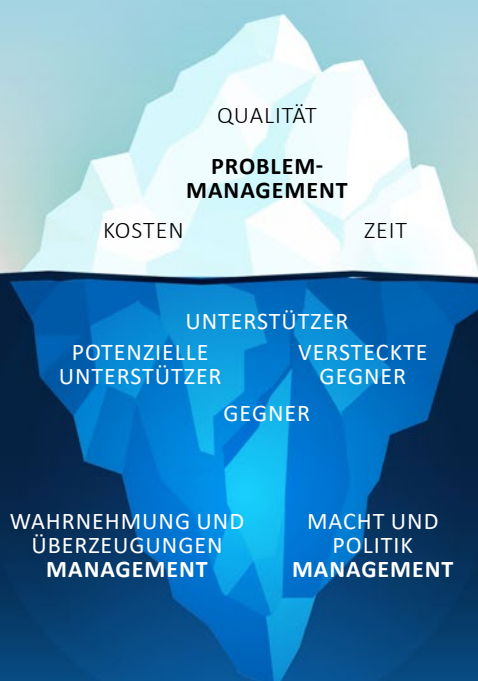 QUALITÄT
PROBLEM-
MANAGEMENT
KOSTEN
ZEIT
UNTERSTÜTZER
POTENZIELLE
UNTERSTÜTZER
VERSTECKTE
GEGNER
GEGNER
WAHRNEHMUNG UND
ÜBERZEUGUNGEN
MANAGEMENT
MACHT UND
POLITIK
MANAGEMENT